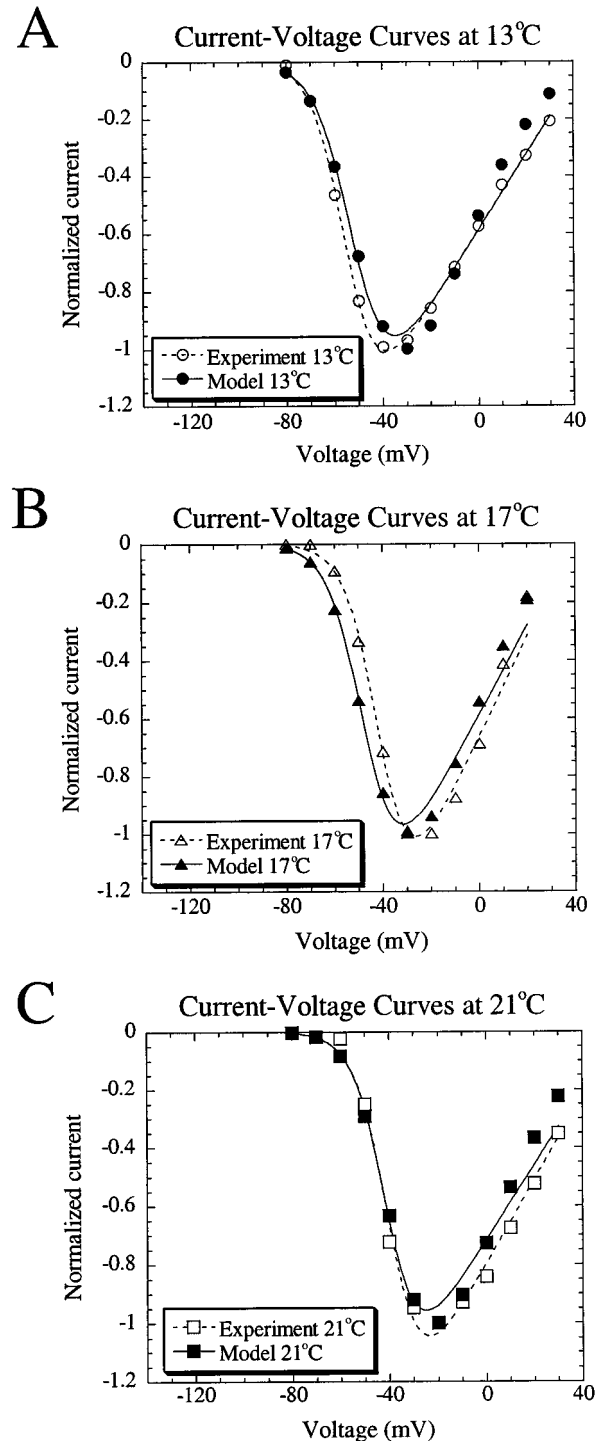 A
Current-Voltage Curves at 13°C
0
-0.2
-0.4
-0.6
-0.8
-1
-1.2
Normalized current
Experiment 13°C
Model 13°C
-120 -80 -40 0 40
Voltage (mV)
B
Current-Voltage Curves at 17°C
0
-0.2
-0.4
-0.6
-0.8
-1
-1.2
Normalized current
Experiment 17°C
Model 17°C
-120 -80 -40 0 40
Voltage (mV)
C
Current-Voltage Curves at 21°C
0
-0.2
-0.4
-0.6
-0.8
-1
-1.2
Normalized current
Experiment 21°C
Model 21°C
-120 -80 -40 0 40
Voltage (mV)